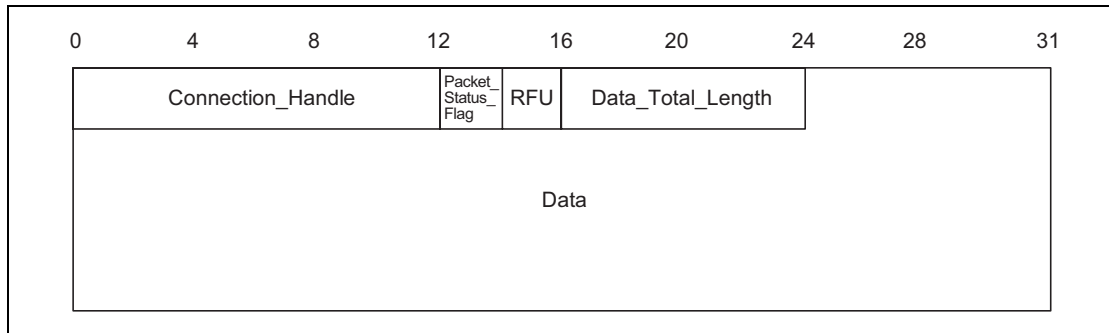 0 4 8 12 16 20 24 28 31
Connection_Handle Packet_ RFU Data_Total_Length
Status_
Flag
Data